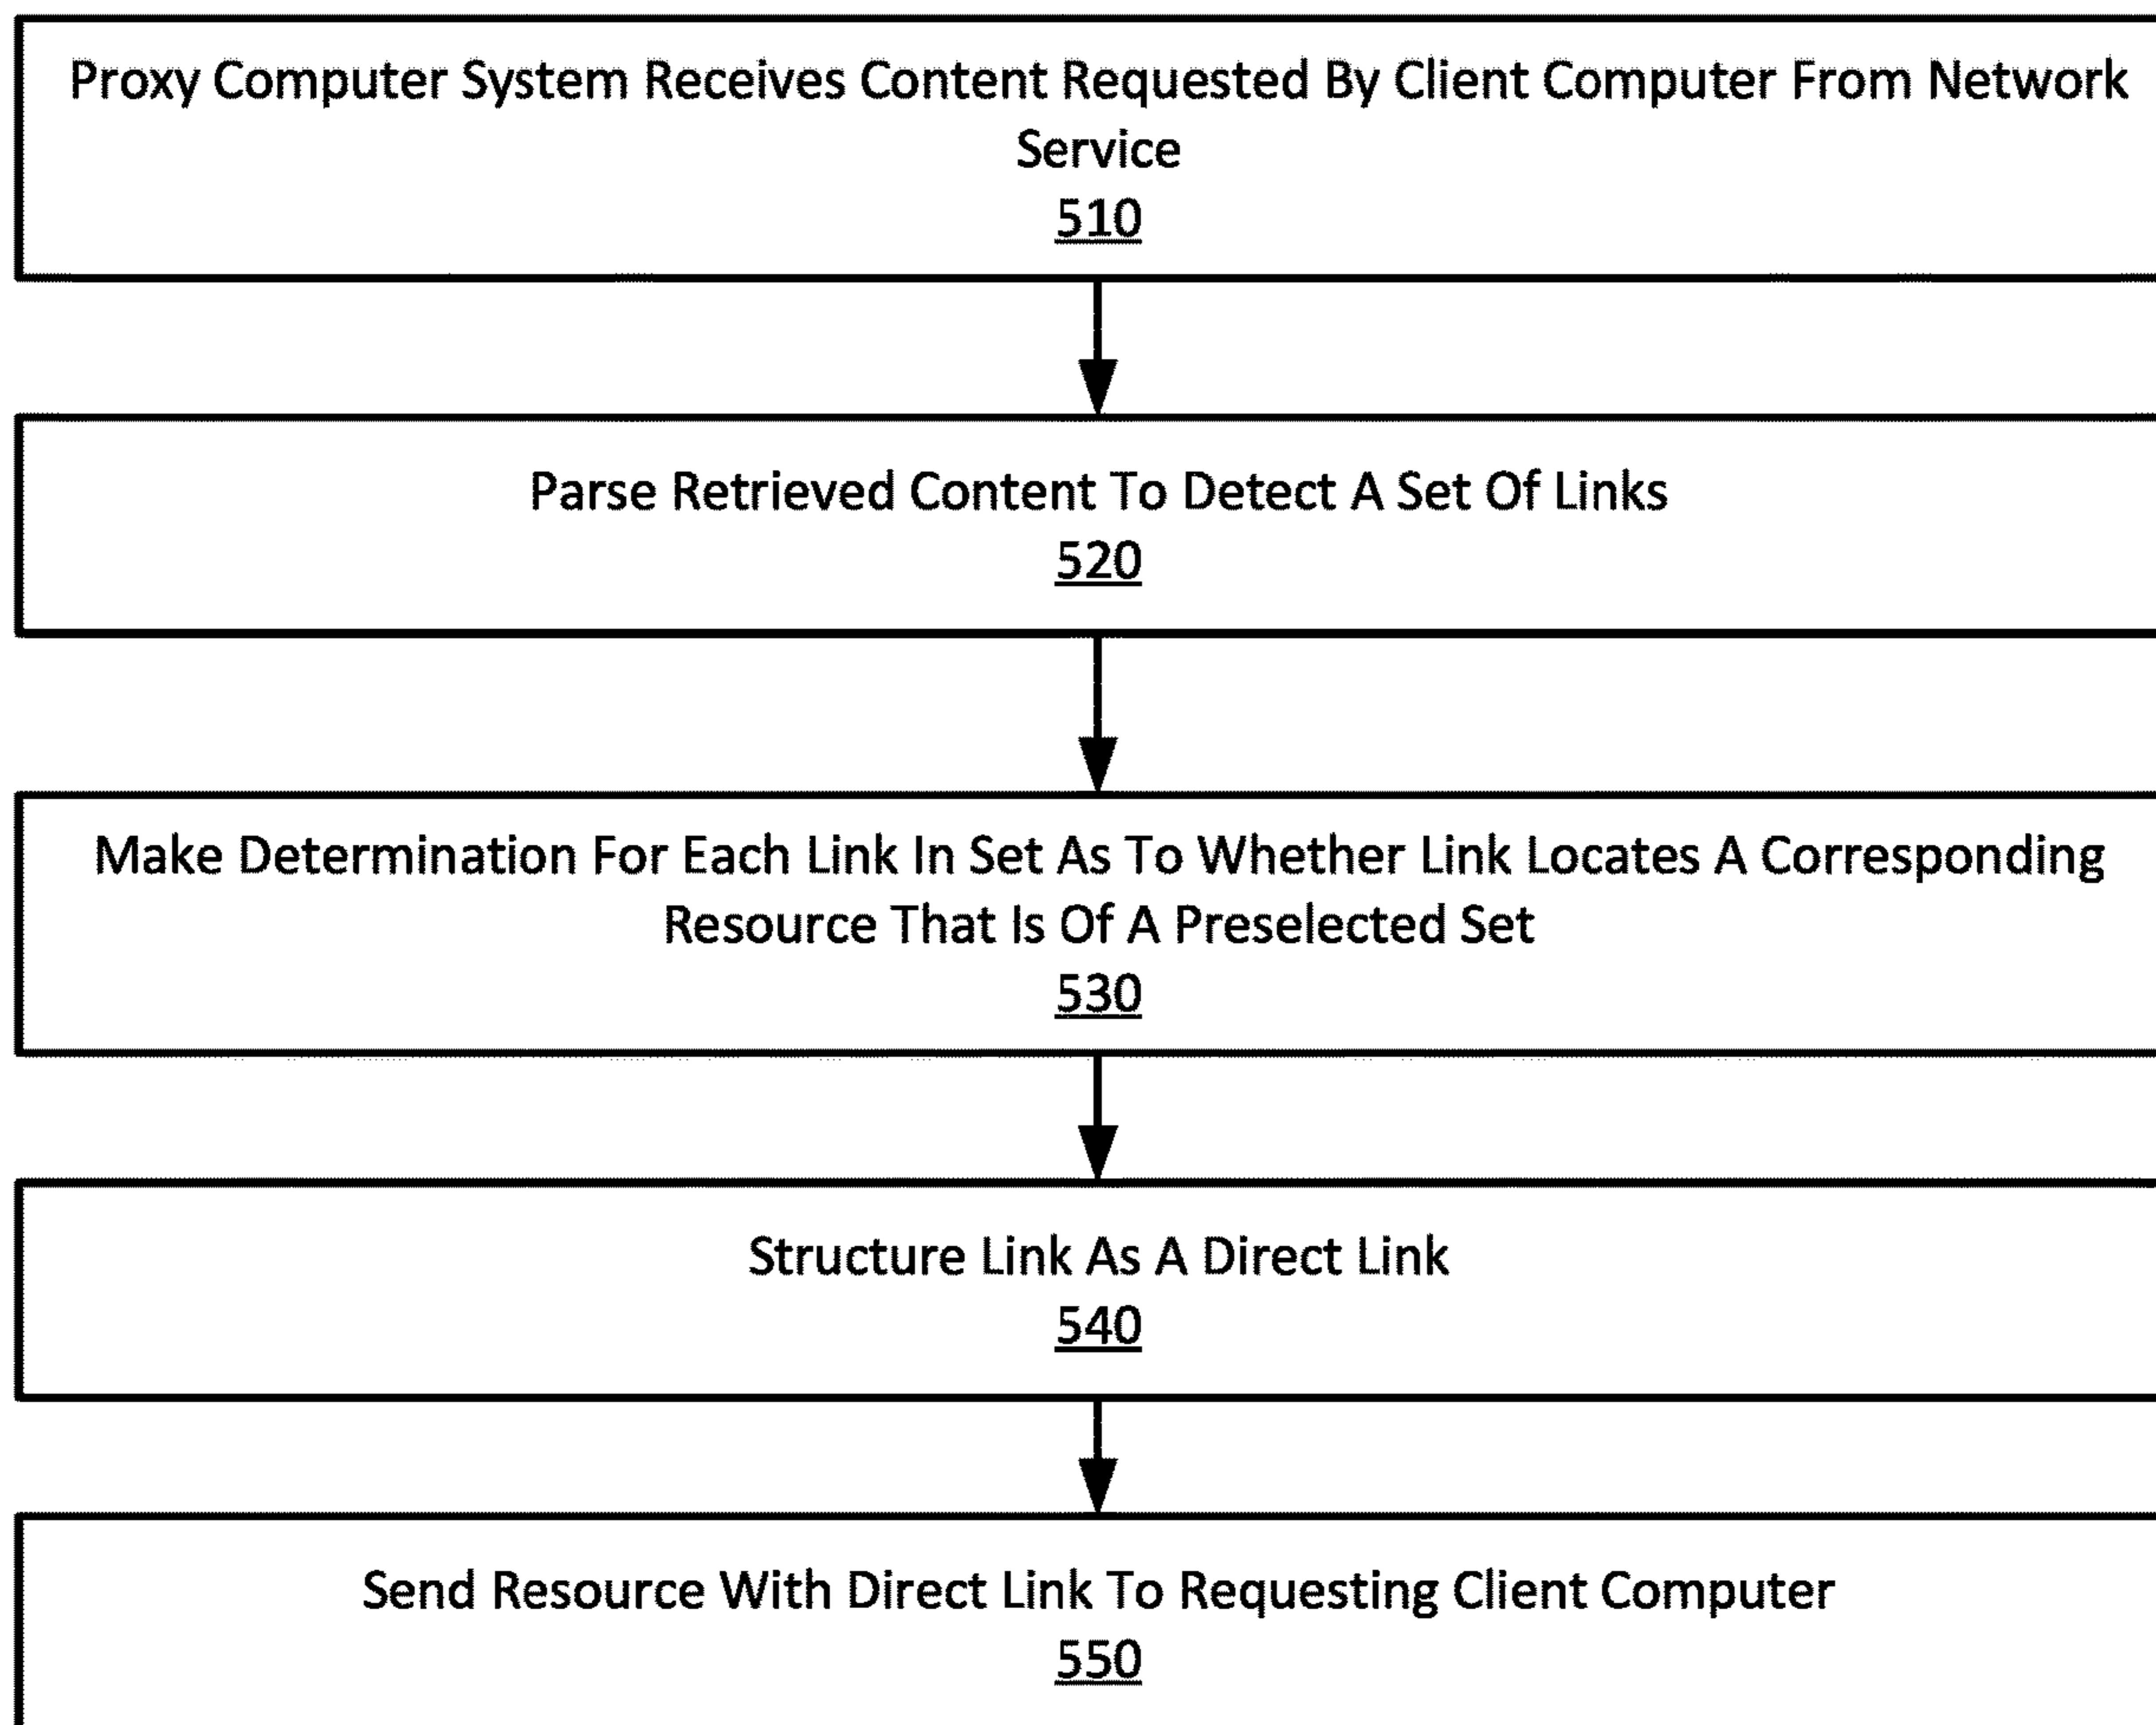 Proxy Computer System Receives Content Requested By Client Computer From Network
Service
510
Parse Retrieved Content To Detect A Set Of Links
520
Make Determination For Each Link In Set As To Whether Link Locates A Corresponding
Resource That Is Of A Preselected Set
530
Structure Link As A Direct Link
540
Send Resource With Direct Link To Requesting Client Computer
550